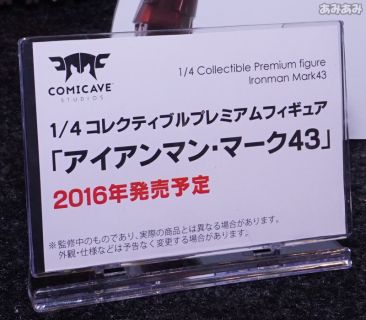 あみあみ
COMICAVE
STUDIOS
1/4 Collectible Premium figure
Ironman Mark43
1/4 コレクティブルプレミアムフィギュア
「アイアンマン・マーク43」
2016年発売予定
※監修中のものであり、実際の商品とは異なる場合があります。
外観・仕様などは予告なく変更する場合があります。